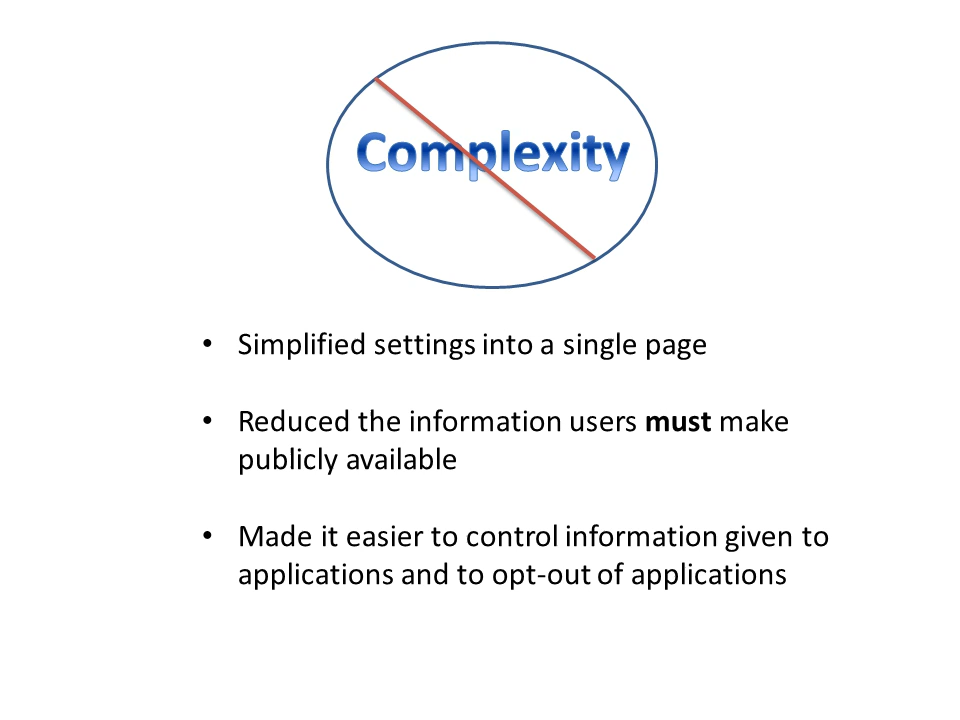 Complexity
• Simplified settings into a single page
• Reduced the information users must make
publicly available
• Made it easier to control information given to
applications and to opt-out of applications